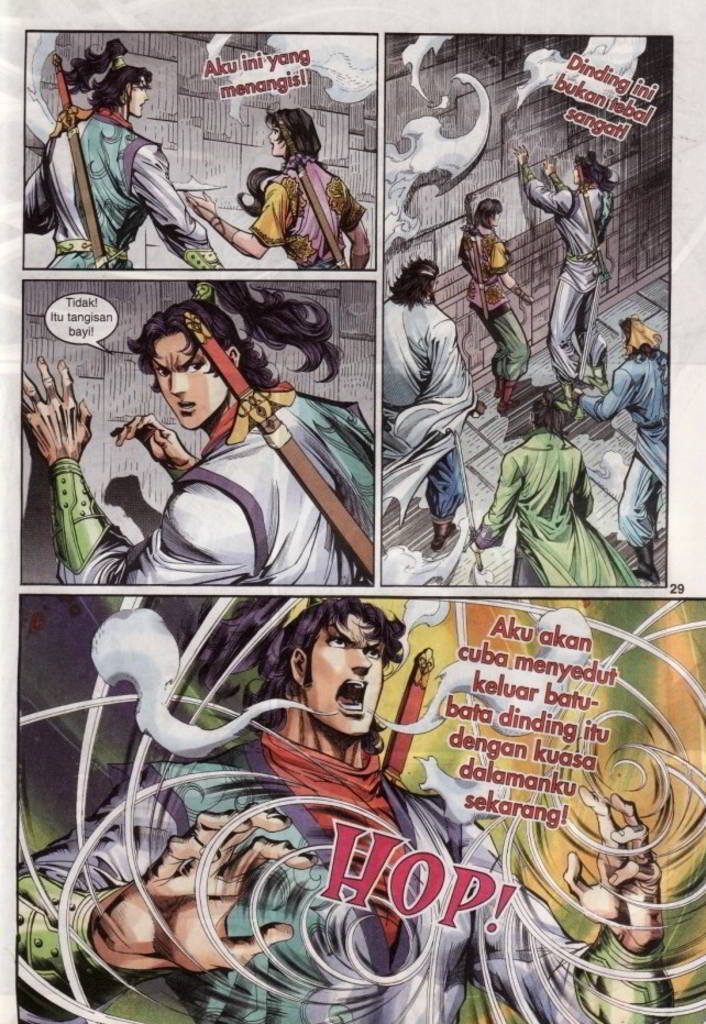 Aku ini yang
menangis!
Dinding ini
bukan tebal
sangat!
Tidak!
Itu tangisan
bayi!
29
Aku akan
cuba menyedut
keluar batu-
bata dinding itu
dengan kuasa
dalamanku
sekarang!
HOP!